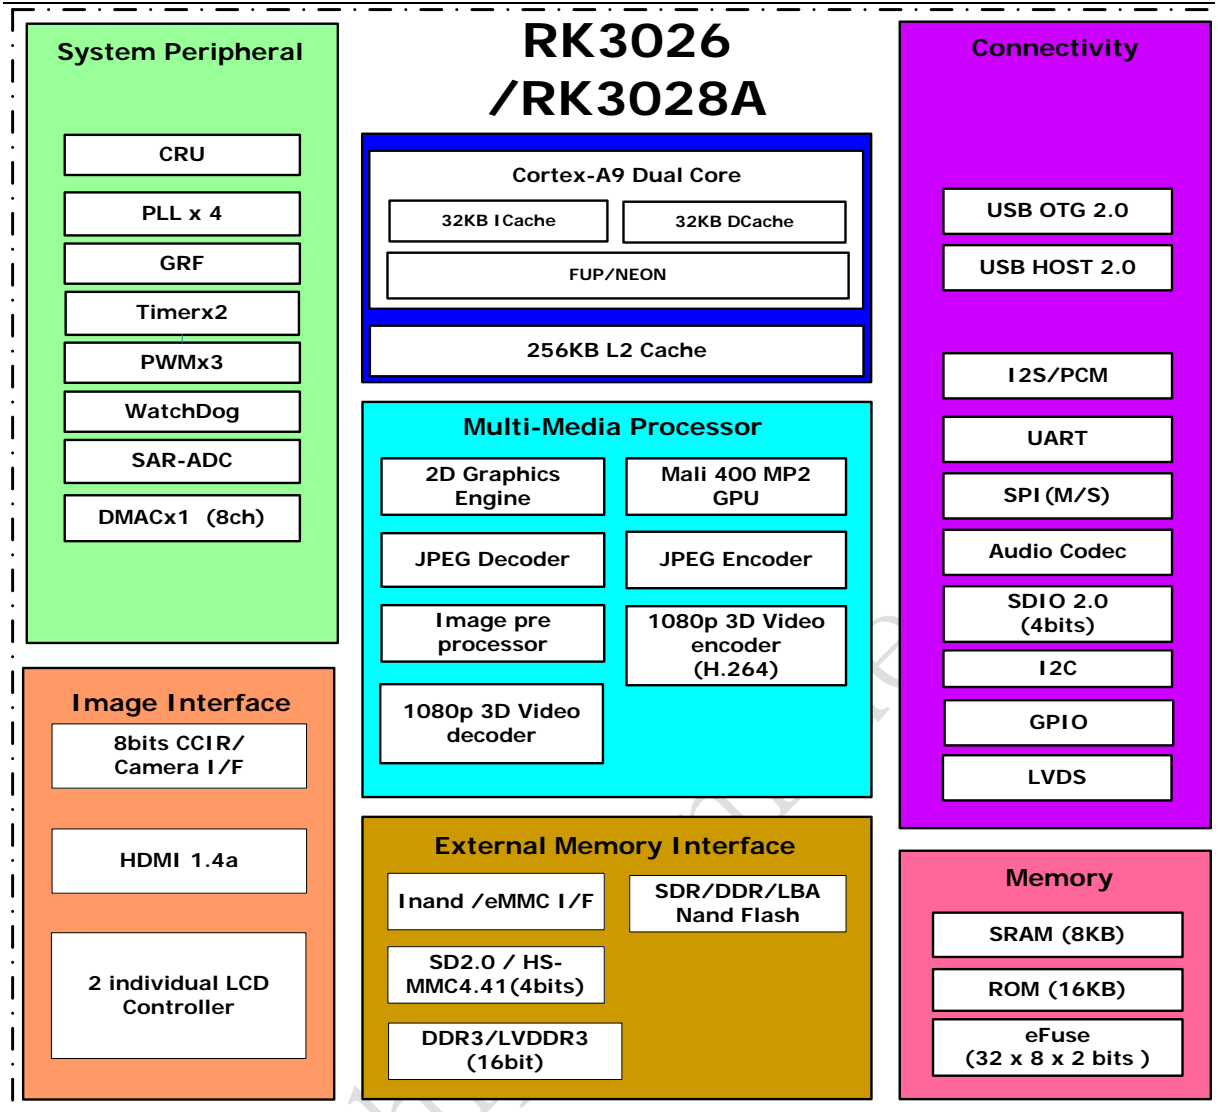 RK3026
/RK3028A
System Peripheral
CRU
PLL x 4
GRF
Timerx2
PWMx3
WatchDog
SAR-ADC
DMACx1 (8ch)
Image Interface
8bits CCIR/
Camera I/F
HDMI 1.4a
2 individual LCD
Controller
Cortex-A9 Dual Core
32KB ICache
32KB DCache
FUP/NEON
256KB L2 Cache
Multi-Media Processor
2D Graphics
Engine
Mali 400 MP2
GPU
JPEG Decoder
JPEG Encoder
Image pre
processor
1080p 3D Video
encoder
(H.264)
1080p 3D Video
decoder
External Memory Interface
Inand /eMMC I/F
SDR/DDR/LBA
Nand Flash
SD2.0 / HS-
MMC4.41(4bits)
DDR3/LVDDR3
(16bit)
Connectivity
USB OTG 2.0
USB HOST 2.0
I2S/PCM
UART
SPI(M/S)
Audio Codec
SDIO 2.0
(4bits)
I2C
GPIO
LVDS
Memory
SRAM (8KB)
ROM (16KB)
eFuse
(32 x 8 x 2 bits )